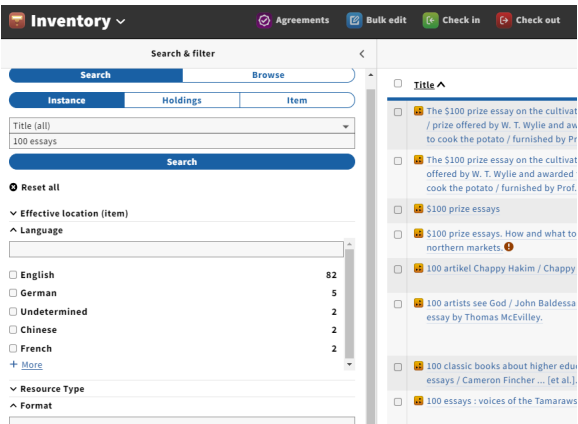 Inventory
Agreements
Bulk edit
Check in
Check out
Search & filter
Search
Browse
Instance
Holdings
Item
Title (all)
100 essays
Search
Reset all
Effective location (item)
Language
English 82
German 5
Undetermined 2
Chinese 2
French 2
+ More
Resource Type
Format
Title
The $100 prize essay on the
/ prize offered by W. T. Wylie and
to cook the potato / furnished by
The $100 prize essay on the
offered by W. T. Wylie and awarded
cook the potato / furnished by Prof.
$100 prize essays
$100 prize essays. How and what to
northern markets.
100 artikel Chappy Hakim / Chappy
100 artists see God / John
essay by Thomas McEvilley.
100 classic books about higher
essays / Cameron Fincher ... [et al.].
100 essays : voices of the Tamaraws